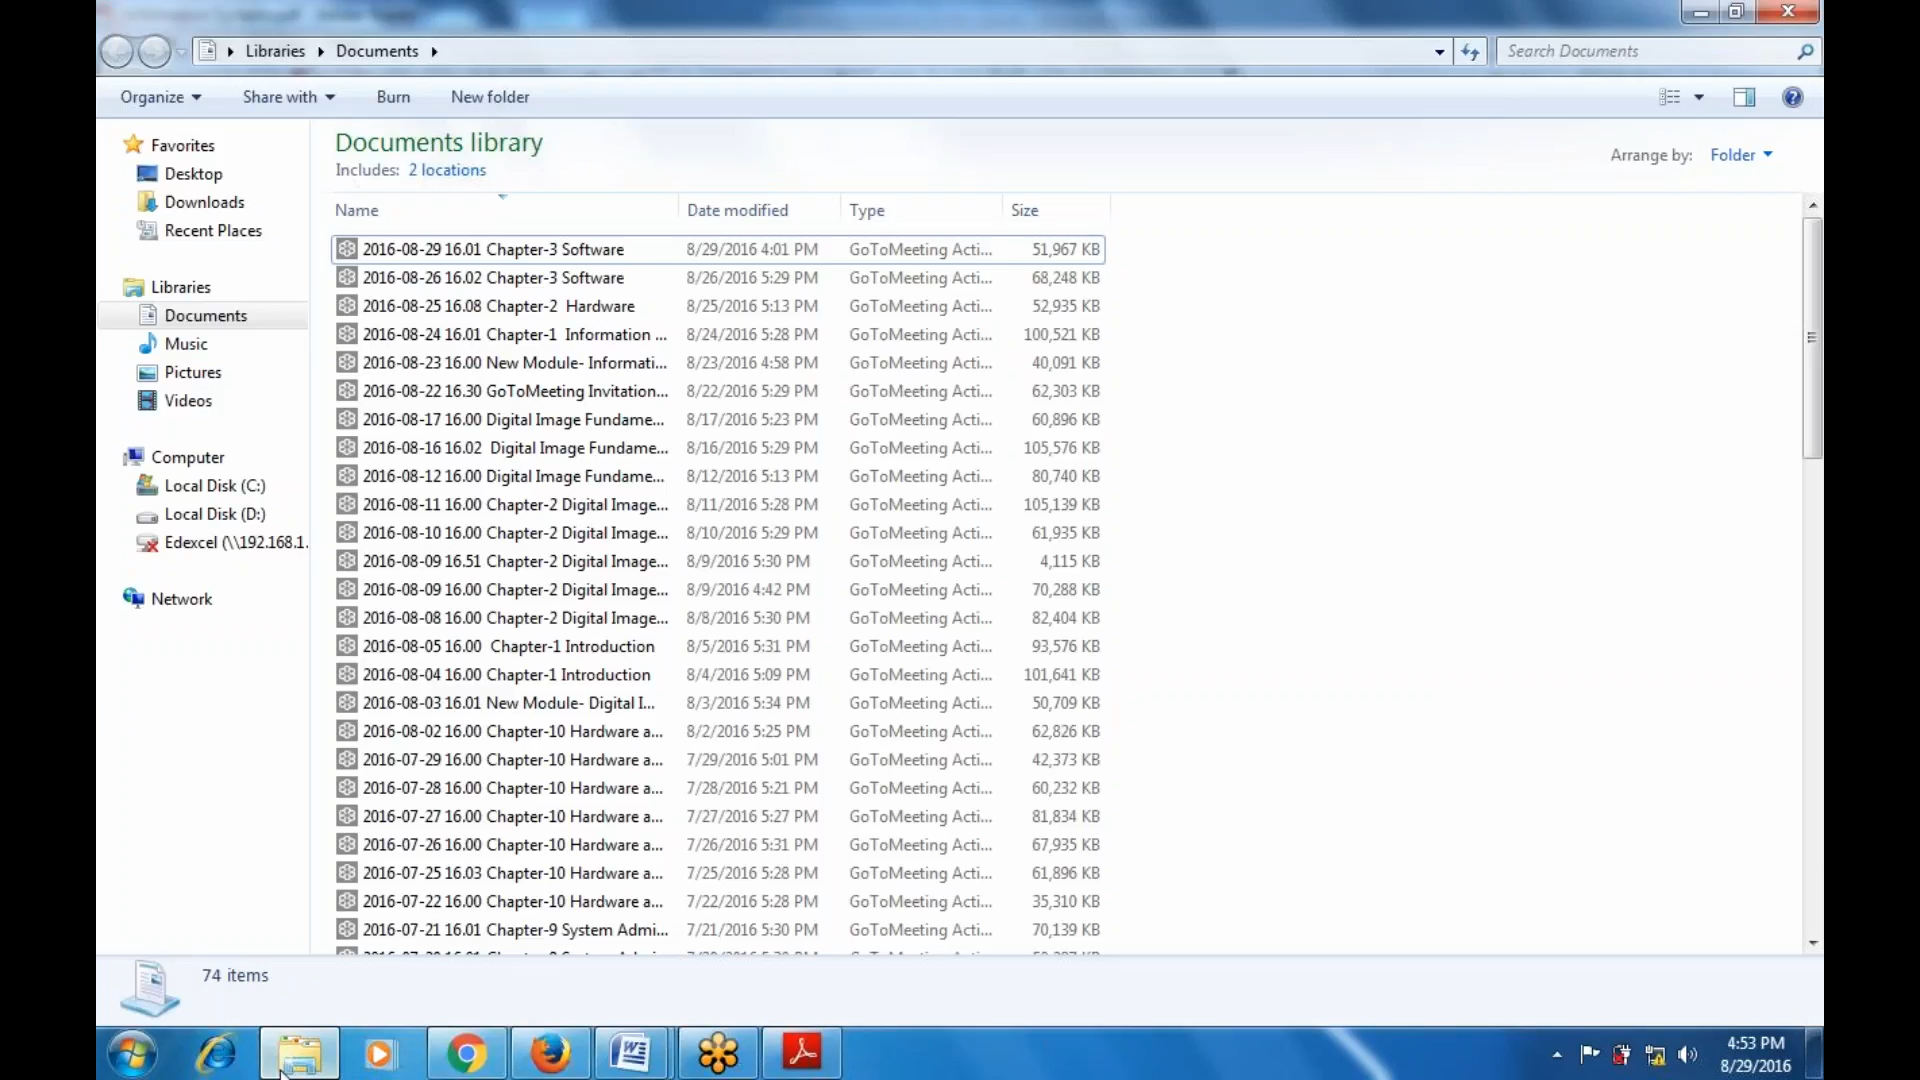 Libraries Documents
Search Documents
Organize Share with Burn New folder
Documents library
Includes: 2 locations
Arrange by: Folder
Favorites
Desktop
Downloads
Recent Places
Libraries
Documents
Music
Pictures
Videos
Computer
Local Disk (C:)
Local Disk (D:)
Edexcel (\\192.168.1.
Network
Name Date modified Type Size
2016-08-29 16.01 Chapter-3 Software 8/29/2016 4:01 PM GoToMeeting Acti... 51,967 KB
2016-08-26 16.02 Chapter-3 Software 8/26/2016 5:29 PM GoToMeeting Acti... 68,248 KB
2016-08-25 16.08 Chapter-2 Hardware 8/25/2016 5:13 PM GoToMeeting Acti... 52,935 KB
2016-08-24 16.01 Chapter-1 Information ... 8/24/2016 5:28 PM GoToMeeting Acti... 100,521 KB
2016-08-23 16.00 New Module- Informati... 8/23/2016 4:58 PM GoToMeeting Acti... 40,091 KB
2016-08-22 16.30 GoToMeeting Invitation... 8/22/2016 5:29 PM GoToMeeting Acti... 62,303 KB
2016-08-17 16.00 Digital Image Fundame... 8/17/2016 5:23 PM GoToMeeting Acti... 60,896 KB
2016-08-16 16.02 Digital Image Fundame... 8/16/2016 5:29 PM GoToMeeting Acti... 105,576 KB
2016-08-12 16.00 Digital Image Fundame... 8/12/2016 5:13 PM GoToMeeting Acti... 80,740 KB
2016-08-11 16.00 Chapter-2 Digital Image... 8/11/2016 5:28 PM GoToMeeting Acti... 105,139 KB
2016-08-10 16.00 Chapter-2 Digital Image... 8/10/2016 5:29 PM GoToMeeting Acti... 61,935 KB
2016-08-09 16.51 Chapter-2 Digital Image... 8/9/2016 5:30 PM GoToMeeting Acti... 4,115 KB
2016-08-09 16.00 Chapter-2 Digital Image... 8/9/2016 4:42 PM GoToMeeting Acti... 70,288 KB
2016-08-08 16.00 Chapter-2 Digital Image... 8/8/2016 5:30 PM GoToMeeting Acti... 82,404 KB
2016-08-05 16.00 Chapter-1 Introduction 8/5/2016 5:31 PM GoToMeeting Acti... 93,576 KB
2016-08-04 16.00 Chapter-1 Introduction 8/4/2016 5:09 PM GoToMeeting Acti... 101,641 KB
2016-08-03 16.01 New Module- Digital I... 8/3/2016 5:34 PM GoToMeeting Acti... 50,709 KB
2016-08-02 16.00 Chapter-10 Hardware a... 8/2/2016 5:25 PM GoToMeeting Acti... 62,826 KB
2016-07-29 16.00 Chapter-10 Hardware a... 7/29/2016 5:01 PM GoToMeeting Acti... 42,373 KB
2016-07-28 16.00 Chapter-10 Hardware a... 7/28/2016 5:21 PM GoToMeeting Acti... 60,232 KB
2016-07-27 16.00 Chapter-10 Hardware a... 7/27/2016 5:27 PM GoToMeeting Acti... 81,834 KB
2016-07-26 16.00 Chapter-10 Hardware a... 7/26/2016 5:31 PM GoToMeeting Acti... 67,935 KB
2016-07-25 16.03 Chapter-10 Hardware a... 7/25/2016 5:28 PM GoToMeeting Acti... 61,896 KB
2016-07-22 16.00 Chapter-10 Hardware a... 7/22/2016 5:28 PM GoToMeeting Acti... 35,310 KB
2016-07-21 16.01 Chapter-9 System Admi... 7/21/2016 5:30 PM GoToMeeting Acti... 70,139 KB
74 items
4:53 PM
8/29/2016